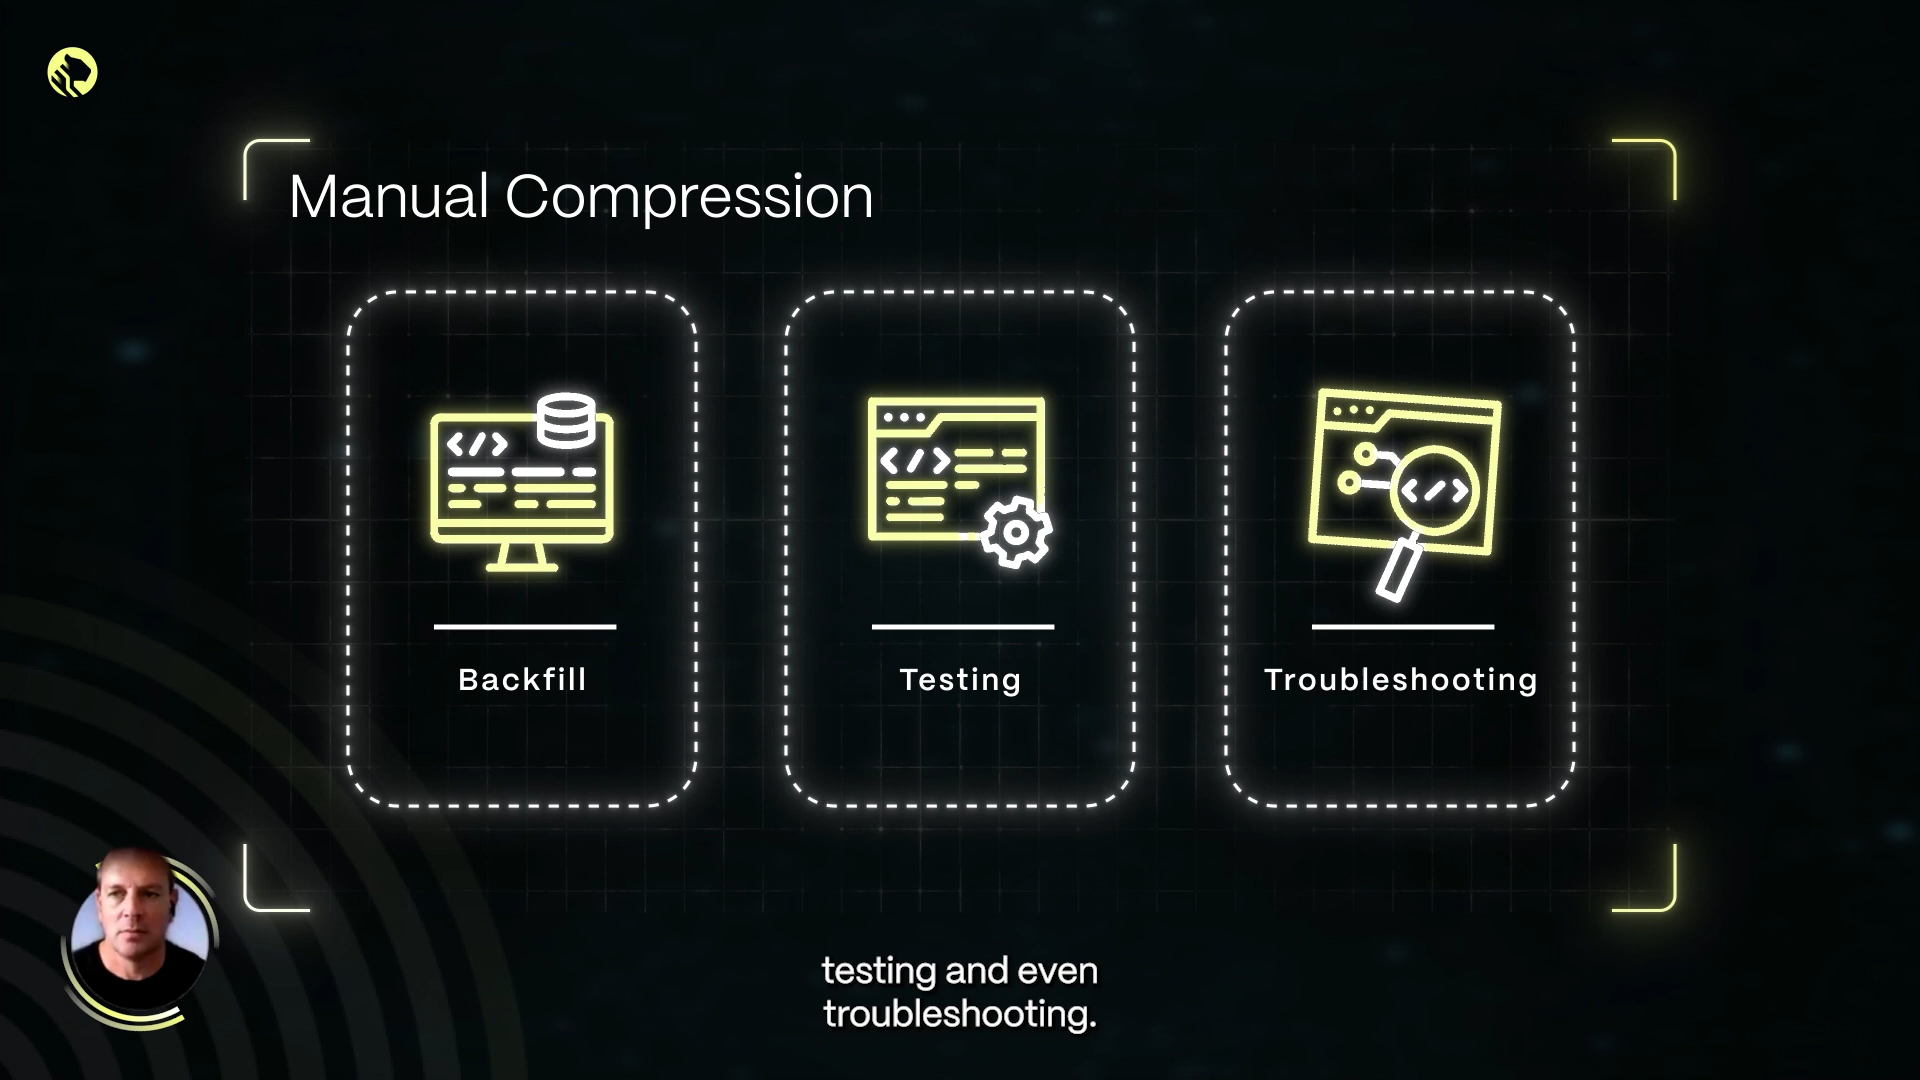 Manual Compression
Backfill
Testing
Troubleshooting
testing and even
troubleshooting.